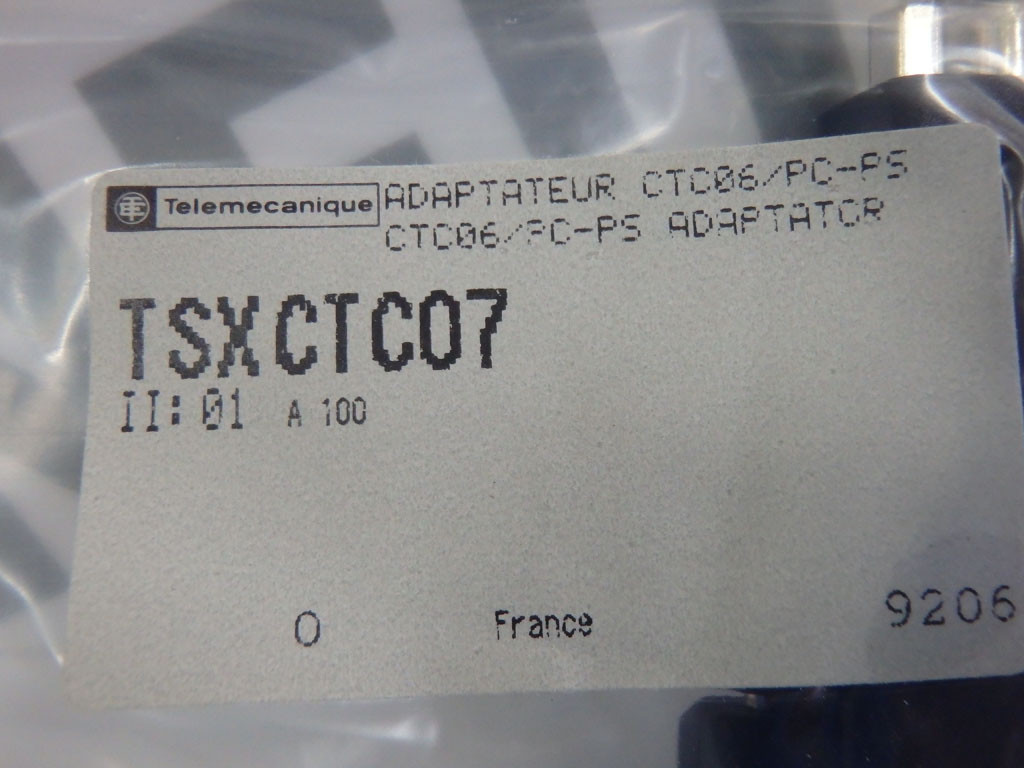 Telemecanique
ADAPTATEUR CTC06/PC-PS
CTC06/PC-PS ADAPTATOR
TSXCTC07
II: 01 A 100
0 France 9206